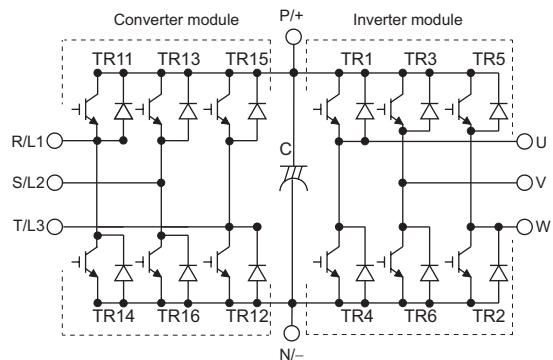 Converter module
P/+
Inverter module
TR11 TR13 TR15
TR1 TR3 TR5
R/L1
C
U
S/L2
V
T/L3
W
TR14 TR16 TR12
TR4 TR6 TR2
N/−